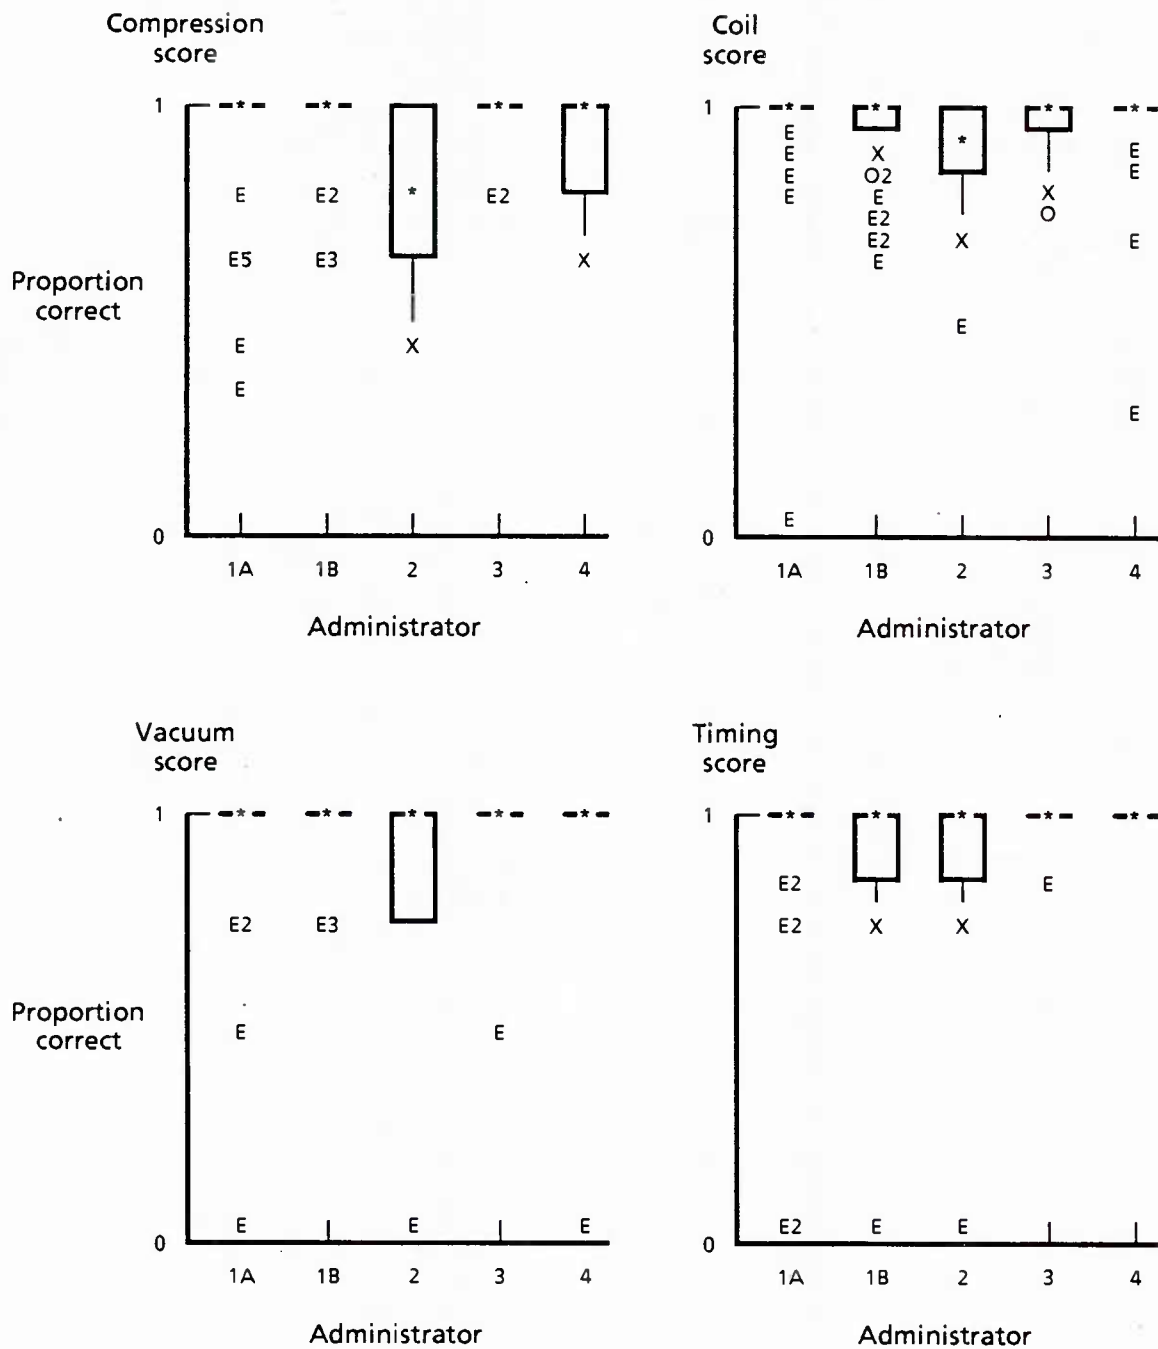 Compression
score
1 * * * * *
E E2 * E2
E5 E3 X
Proportion
correct
E X
E
0
1A 1B 2 3 4
Administrator
Coil
score
1 * * * *
E *
E X E
E O2 E
E E X
E2 O
E2 X E
E
E
E
E
0
1A 1B 2 3 4
Administrator
Vacuum
score
1 * * * * *
E2 E3
Proportion
correct
E E
E E E
0
1A 1B 2 3 4
Administrator
Timing
score
1 * * * * *
E2 E
E2 X X
E2 E E
0
1A 1B 2 3 4
Administrator